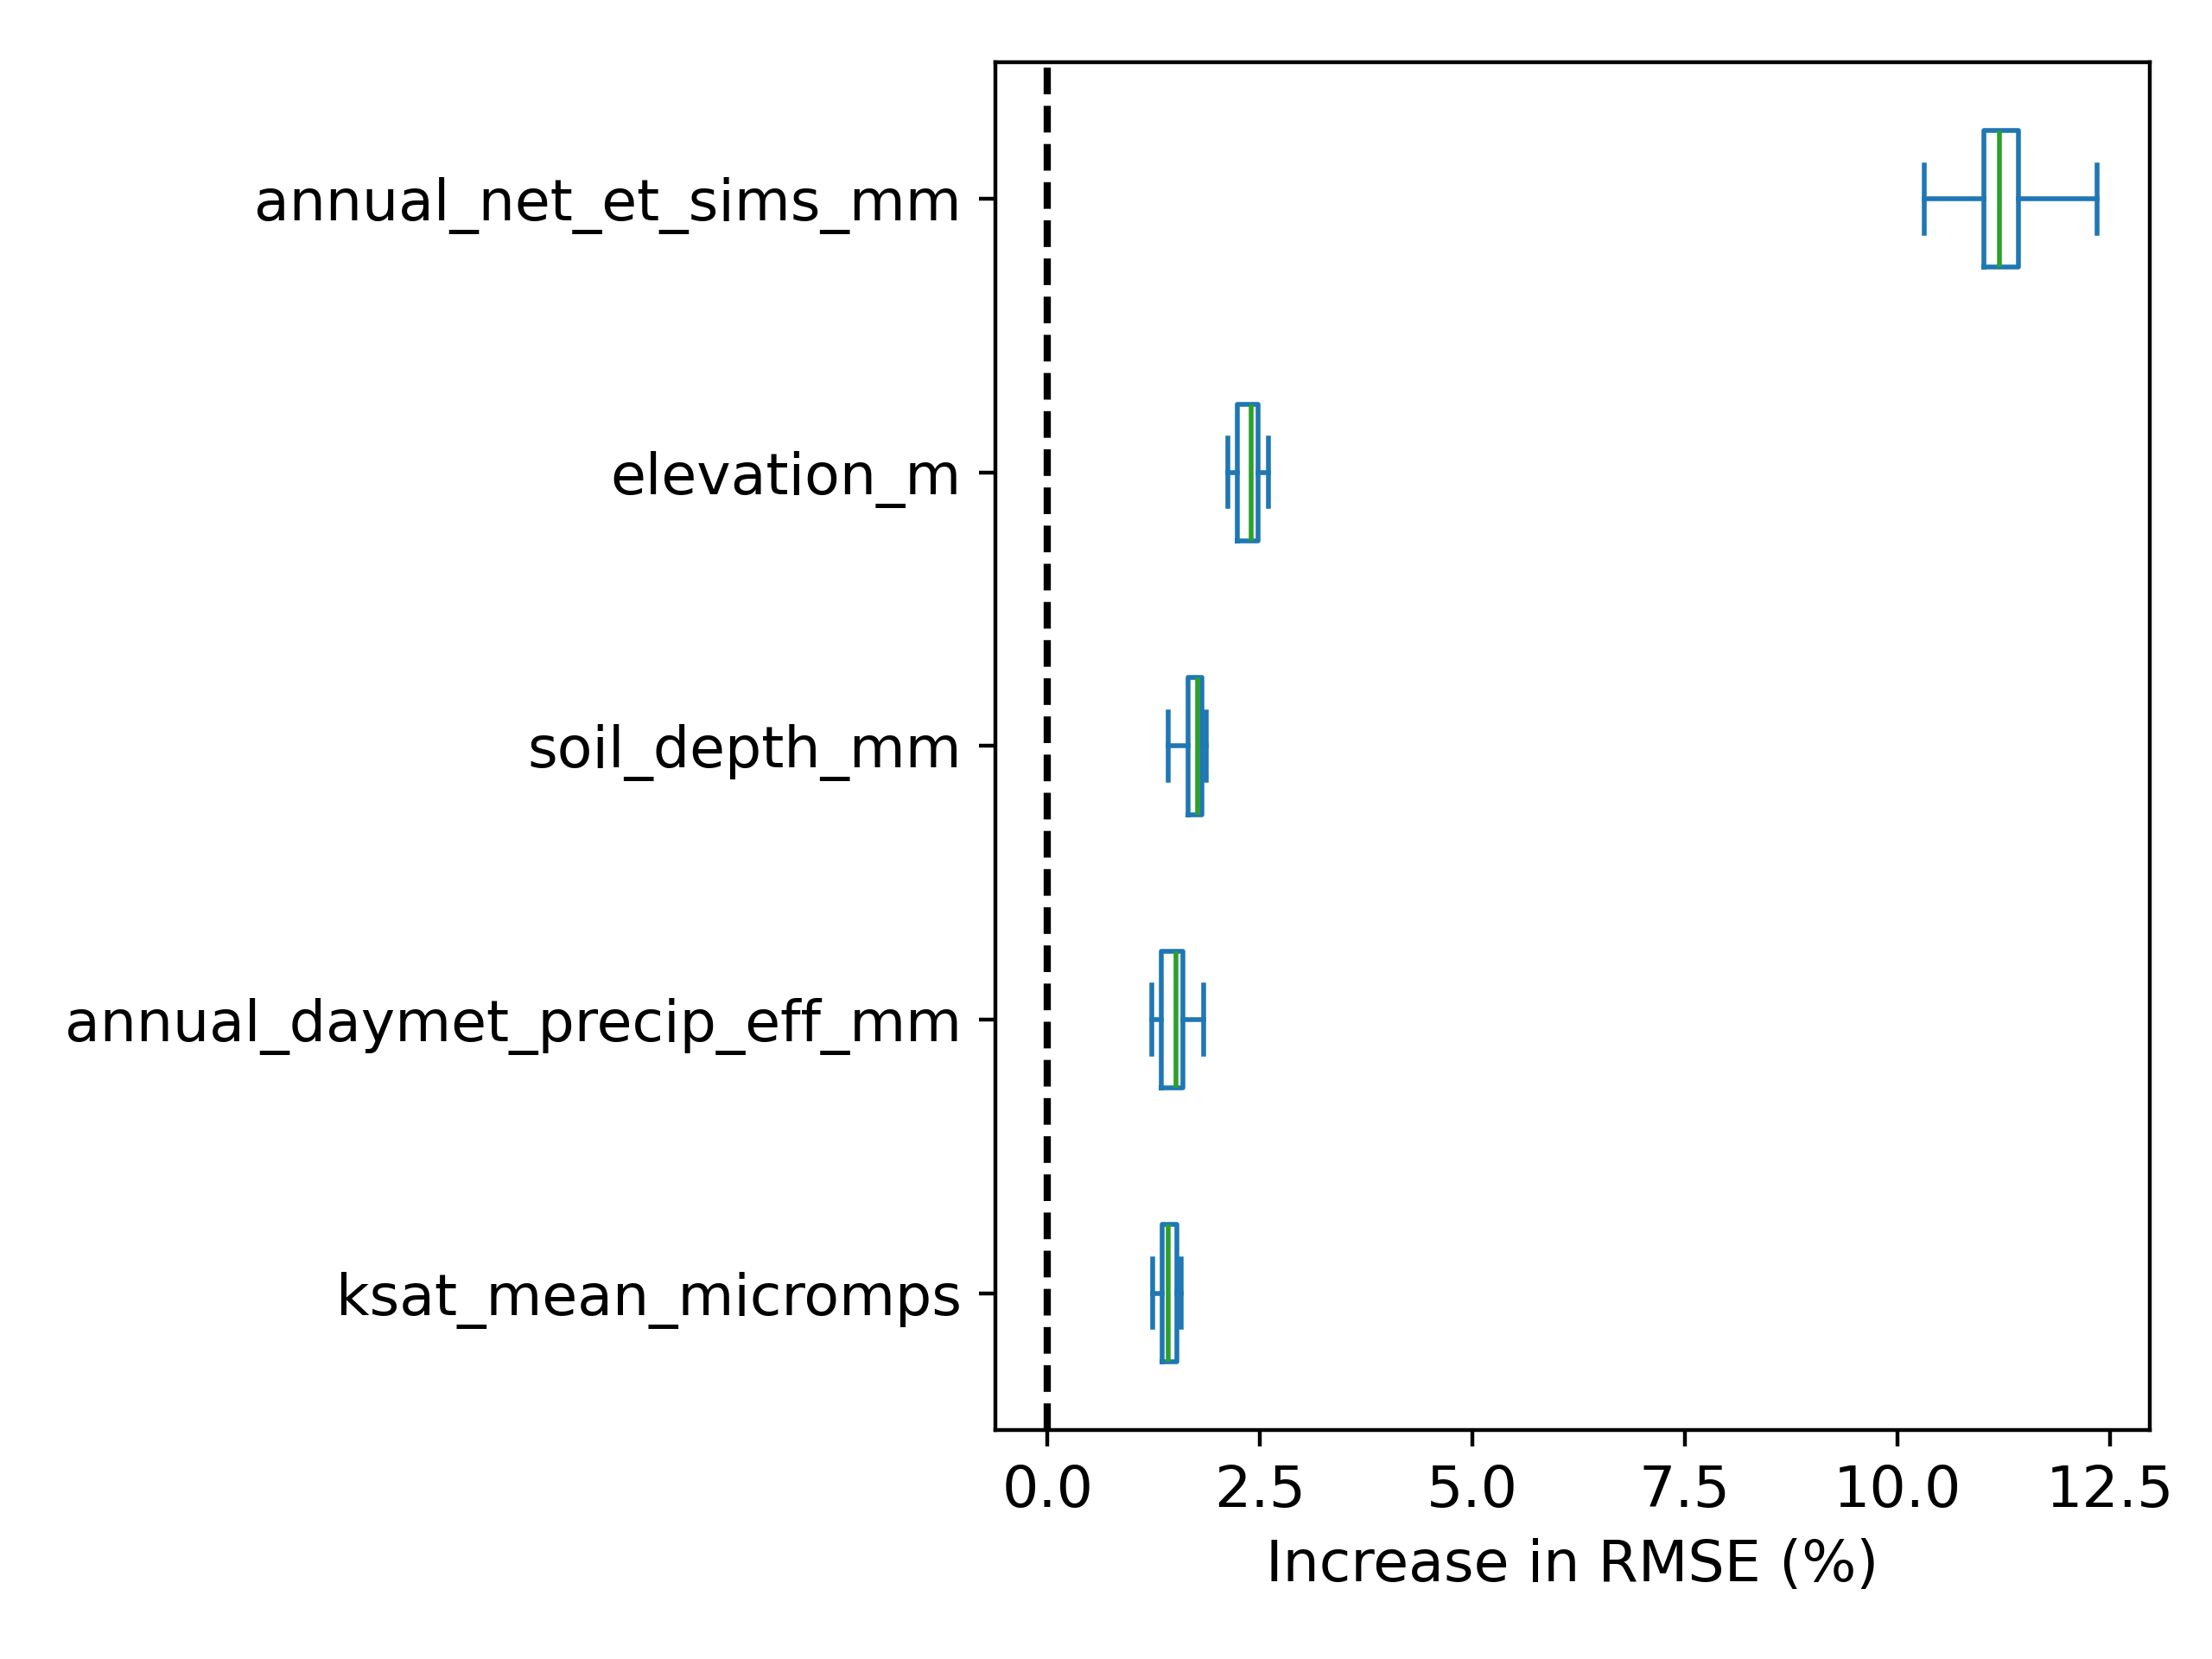 annual_net_et_sims_mm
elevation_m
soil_depth_mm
annual_daymet_precip_eff_mm
ksat_mean_micromps
0.0 2.5 5.0 7.5 10.0 12.5
Increase in RMSE (%)